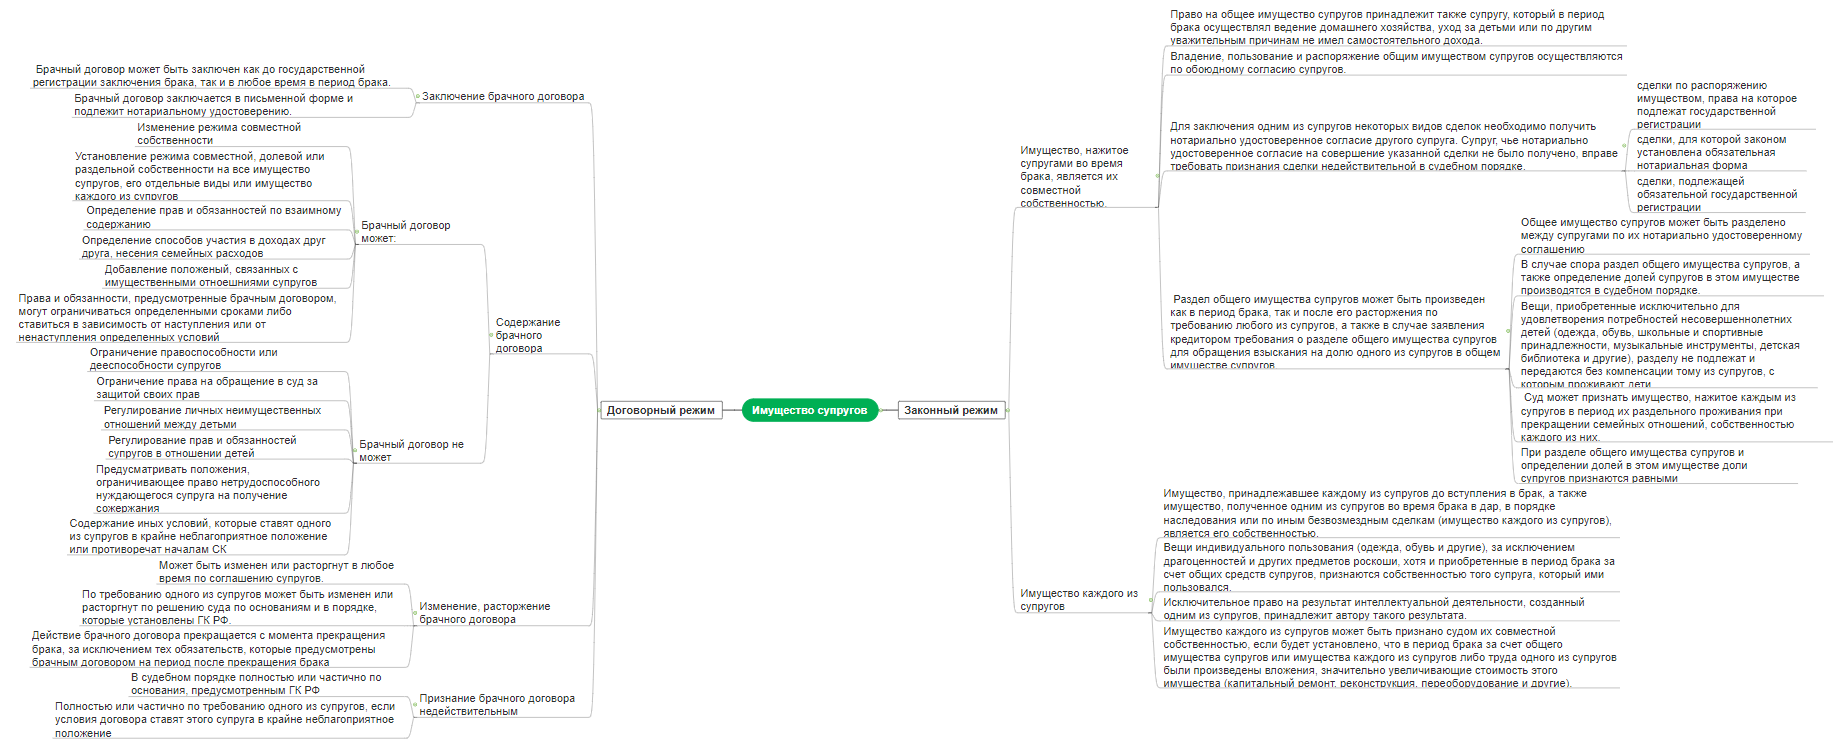 Имущество супругов
Договорный режим
Заключение брачного договора
Брачный договор может быть заключен как до государственной
регистрации заключения брака, так и в любое время в период брака.
Брачный договор заключается в письменной форме и
подлежит нотариальному удостоверению.
Содержание
брачного
договора
Брачный договор
может:
Изменение режима совместной
собственности
Установление режима совместной, долевой или
раздельной собственности на все имущество
супругов, его отдельные виды или имущество
каждого из супругов
Определение прав и обязанностей по взаимному
содержанию
Определение способов участия в доходах друг
друга, несения семейных расходов
Добавление положеный, связанных с
имущественными отноешниями супругов
Права и обязанности, предусмотренные брачным договором,
могут ограничиваться определенными сроками либо
ставиться в зависимость от наступления или от
ненаступления определенных условий
Брачный договор не
может
Ограничение правоспособности или
дееспособности супругов
Ограничение права на обращение в суд за
защитой своих прав
Регулирование личных неимущественных
отношений между детьми
Регулирование прав и обязанностей
супругов в отношении детей
Предусматривать положения,
ограничивающее право нетрудоспособного
нуждающегося супруга на получение
сожержания
Содержание иных условий, которые ставят одного
из супругов в крайне неблагоприятное положение
или противоречат началам СК
Изменение, расторжение
брачного договора
Может быть изменен или расторгнут в любое
время по соглашению супругов.
По требованию одного из супругов может быть изменен или
расторгнут по решению суда по основаниям и в порядке,
которые установлены ГК РФ.
Действие брачного договора прекращается с момента прекращения
брака, за исключением тех обязательств, которые предусмотрены
брачным договором на период после прекращения брака
Признание брачного договора
недействительным
В судебном порядке полностью или частично по
основания, предусмотренным ГК РФ
Полностью или частично по требованию одного из супругов, если
условия договора ставят этого супруга в крайне неблагоприятное
положение
Законный режим
Имущество, нажитое
супругами во время
брака, является их
совместной
собственностью.
Право на общее имущество супругов принадлежит также супругу, который в период
брака осуществлял ведение домашнего хозяйства, уход за детьми или по другим
уважительным причинам не имел самостоятельного дохода.
Владение, пользование и распоряжение общим имуществом супругов осуществляются
по обоюдному согласию супругов.
Для заключения одним из супругов некоторых видов сделок необходимо получить
нотариально удостоверенное согласие другого супруга. Супруг, чье нотариально
удостоверенное согласие на совершение указанной сделки не было получено, вправе
требовать признания сделки недействительной в судебном порядке.
сделки по распоряжению
имуществом, права на которое
подлежат государственной
регистрации
сделки, для которой законом
установлена обязательная
нотариальная форма
сделки, подлежащей
обязательной государственной
регистрации
Раздел общего имущества супругов может быть произведен
как в период брака, так и после его расторжения по
требованию любого из супругов, а также в случае заявления
кредитором требования о разделе общего имущества супругов
для обращения взыскания на долю одного из супругов в общем
имуществе супругов.
Общее имущество супругов может быть разделено
между супругами по их нотариально удостоверенному
соглашению
В случае спора раздел общего имущества супругов, а
также определение долей супругов в этом имуществе
производятся в судебном порядке.
Вещи, приобретенные исключительно для
удовлетворения потребностей несовершеннолетних
детей (одежда, обувь, школьные и спортивные
принадлежности, музыкальные инструменты, детская
библиотека и другие), разделу не подлежат и
передаются без компенсации тому из супругов, с
которым проживают дети
Суд может признать имущество, нажитое каждым из
супругов в период их раздельного проживания при
прекращении семейных отношений, собственностью
каждого из них.
При разделе общего имущества супругов и
определении долей в этом имуществе доли
супругов признаются равными
Имущество каждого из
супругов
Имущество, принадлежавшее каждому из супругов до вступления в брак, а также
имущество, полученное одним из супругов во время брака в дар, в порядке
наследования или по иным безвозмездным сделкам (имущество каждого из супругов),
является его собственностью.
Вещи индивидуального пользования (одежда, обувь и другие), за исключением
драгоценностей и других предметов роскоши, хотя и приобретенные в период брака за
счет общих средств супругов, признаются собственностью того супруга, который ими
пользовался.
Исключительное право на результат интеллектуальной деятельности, созданный
одним из супругов, принадлежит автору такого результата.
Имущество каждого из супругов может быть признано судом их совместной
собственностью, если будет установлено, что в период брака за счет общего
имущества супругов или имущества каждого из супругов либо труда одного из супругов
были произведены вложения, значительно увеличивающие стоимость этого
имущества (капитальный ремонт, реконструкция, переоборудование и другие).